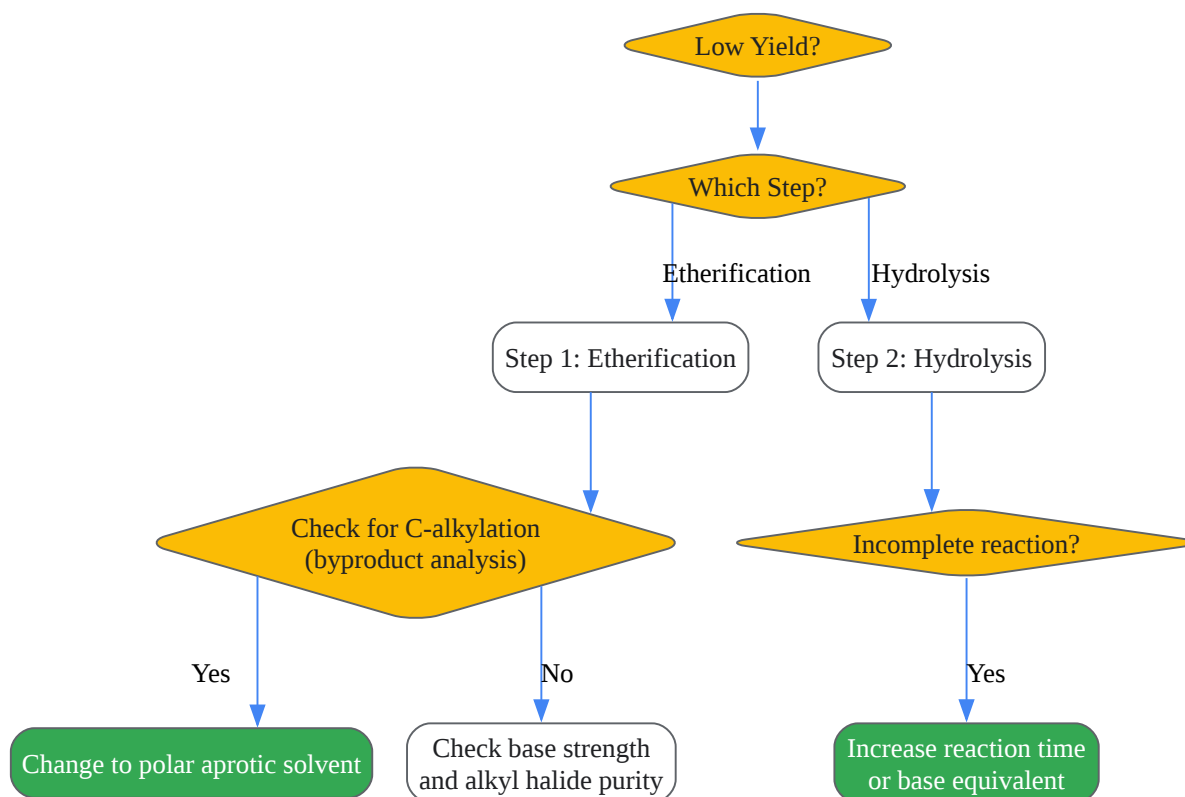 Low Yield?
Which Step?
Etherification
Hydrolysis
Step 1: Etherification
Step 2: Hydrolysis
Check for C-alkylation
(byproduct analysis)
Incomplete reaction?
Yes
No
Yes
Change to polar aprotic solvent
Check base strength
and alkyl halide purity
Increase reaction time
or base equivalent